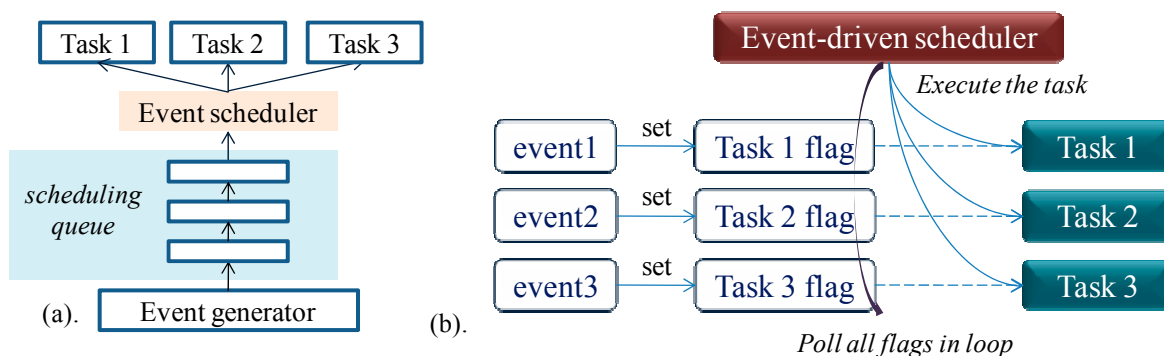 Task 1
Task 2
Task 3
Event scheduler
scheduling
queue
Event generator
(a).
Event-driven scheduler
Execute the task
event1
set
Task 1 flag
Task 1
event2
set
Task 2 flag
Task 2
event3
set
Task 3 flag
Task 3
(b).
Poll all flags in loop